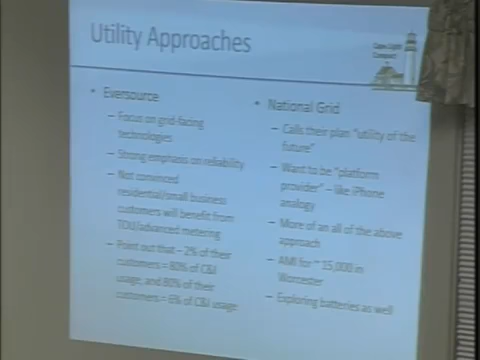 Utility Approaches
Cape Light
Compact
• Eversource
– Focus on grid-facing
technologies
– Strong emphasis on reliability
– Not convinced
residential/small business
customers will benefit from
TOU/advanced metering
– Point out that – 2% of their
customers = 80% of C&I
usage, and 80% of their
customers = 6% of C&I usage
• National Grid
– Calls their plan "utility of the
future"
– Want to be "platform
provider" – like iPhone
analogy
– More of an all of the above
approach
– AMI for ~15,000 in
Worcester
– Exploring batteries as well